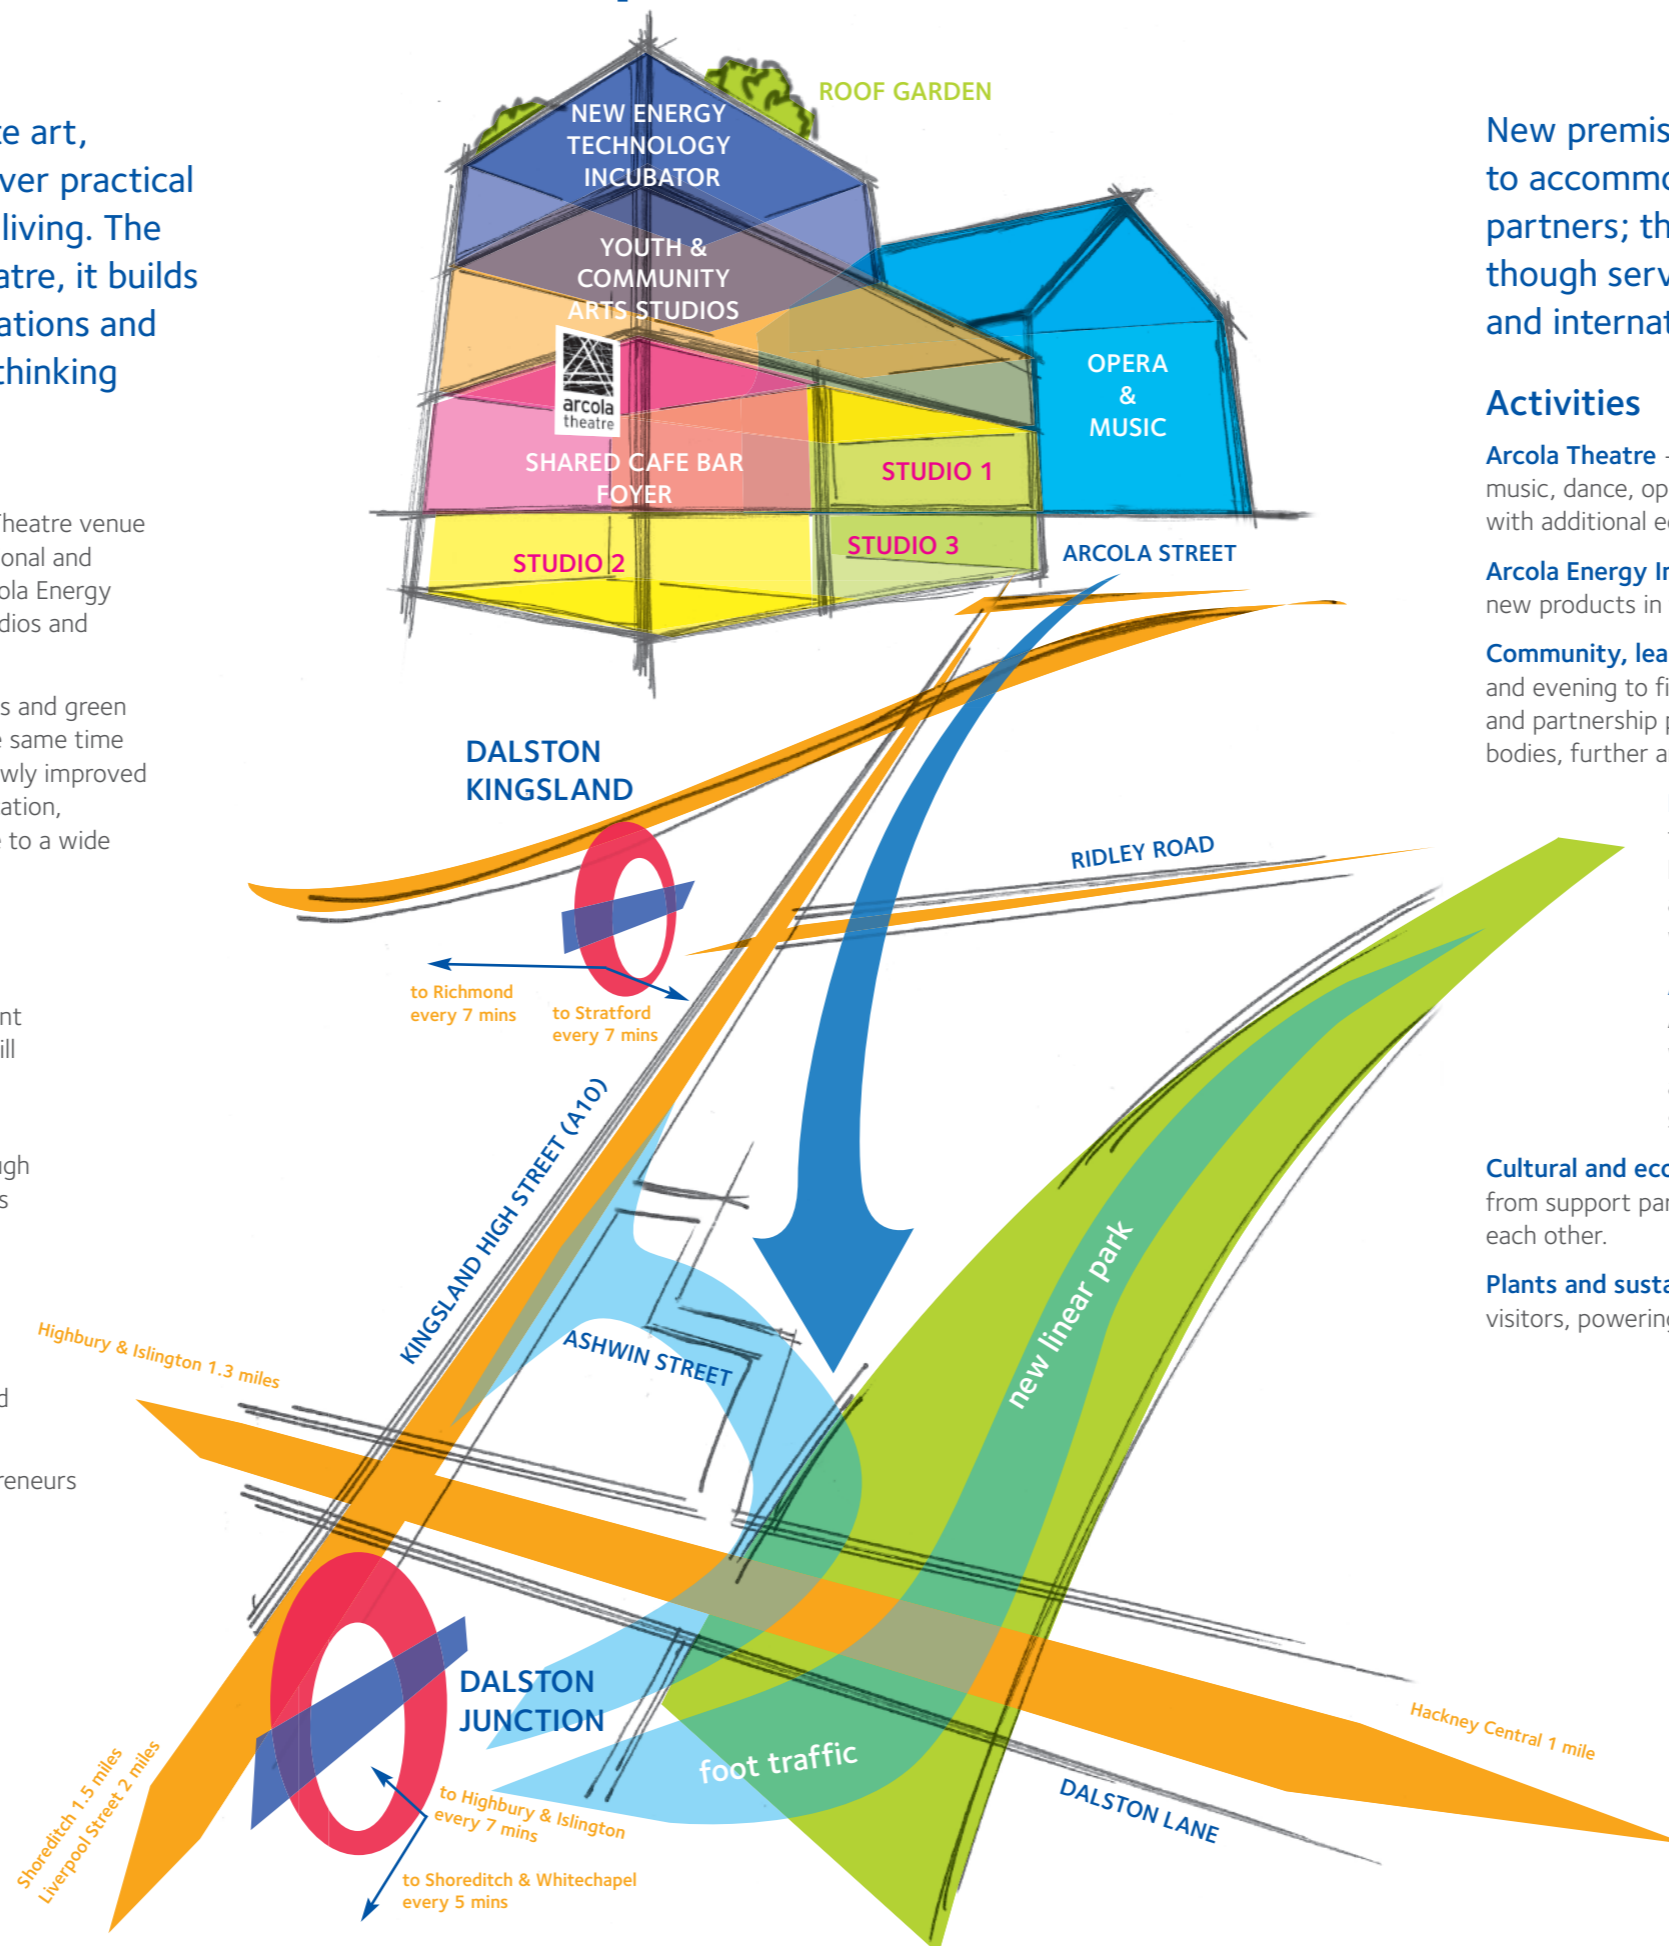 te art,
ver practical
living. The
atre, it builds
ations and
thinking
Theatre venue
onal and
ola Energy
dios and
s and green
e same time
wly improved
ation,
e to a wide
nt
ill
ugh
s
d
reneurs
ROOF GARDEN
NEW ENERGY
TECHNOLOGY
INCUBATOR
YOUTH &
COMMUNITY
ARTS STUDIOS
arcola
theatre
SHARED CAFE BAR
FOYER
OPERA
&
MUSIC
STUDIO 1
STUDIO 2
STUDIO 3
ARCOLA STREET
DALSTON
KINGSLAND
RIDLEY ROAD
to Richmond
every 7 mins
to Stratford
every 7 mins
KINGSLAND HIGH STREET (A10)
ASHWIN STREET
new linear park
Highbury & Islington 1.3 miles
DALSTON
JUNCTION
foot traffic
Shoreditch 1.5 miles
Liverpool Street 2 miles
to Highbury & Islington
every 7 mins
to Shoreditch & Whitechapel
every 5 mins
DALSTON LANE
Hackney Central 1 mile
New premis
to accommo
partners; th
though serv
and internat
Activities
Arcola Theatre -
music, dance, op
with additional e
Arcola Energy In
new products in
Community, lea
and evening to fi
and partnership p
bodies, further a
Cultural and eco
from support par
each other.
Plants and susta
visitors, powering